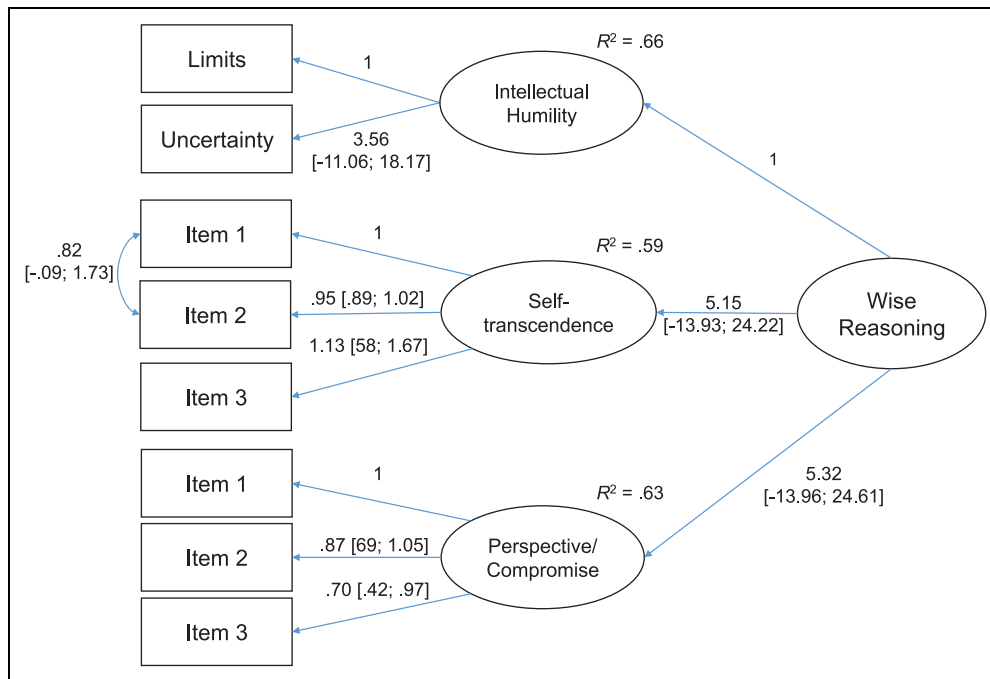 R² = .66
Limits
1
Intellectual
Humility
Uncertainty
3.56
[-11.06; 18.17]
1
Item 1
1
R² = .59
.82
[-.09; 1.73]
Item 2
.95 [.89; 1.02]
Self-
transcendence
5.15
[-13.93; 24.22]
Wise
Reasoning
1.13 [58; 1.67]
Item 3
Item 1
1
R² = .63
5.32
[-13.96; 24.61]
Item 2
.87 [69; 1.05]
Perspective/
Compromise
.70 [.42; .97]
Item 3